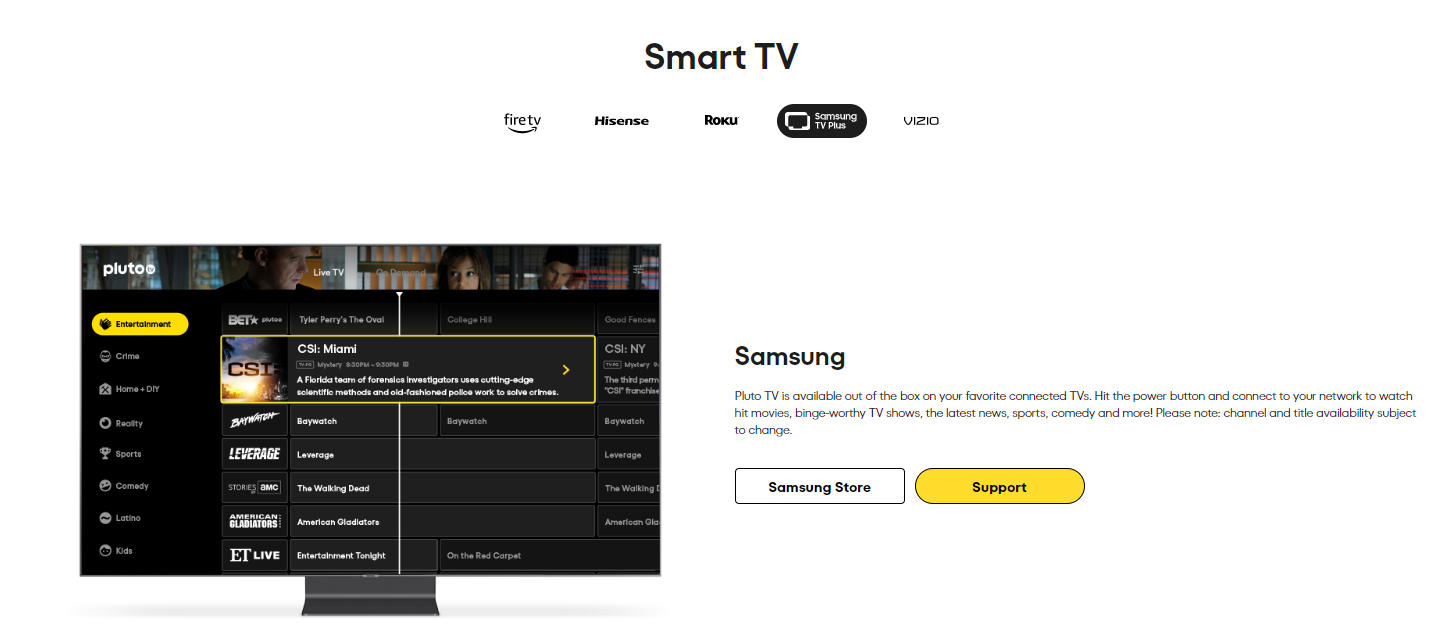 Smart TV
fire tv
Hisense
Roku
Samsung
TV Plus
VIZIO
pluto tv
Live TV
On Demand
Entertainment
Crime
Home + DIY
Reality
Sports
Comedy
Latino
Kids
BET★ pluto tv
Tyler Perry's The Oval
College Hill
Good Fences
CSI:
CSI: Miami
TV-PG Mystery 8:30PM – 9:30PM
A Florida team of forensics investigators uses cutting-edge
scientific methods and old-fashioned police work to solve crimes.
CSI: NY
TV-PG Mystery
The third perm
"CSI" franchise
BAYWATCH
Baywatch
Baywatch
Baywatch
LEVERAGE
Leverage
Leverage
STORIES BY AMC
The Walking Dead
The Walking D
AMERICAN
GLADIATORS
American Gladiators
American Gla
ET LIVE
Entertainment Tonight
On the Red Carpet
Samsung
Pluto TV is available out of the box on your favorite connected TVs. Hit the power button and connect to your network to watch
hit movies, binge-worthy TV shows, the latest news, sports, comedy and more! Please note: channel and title availability subject
to change.
Samsung Store
Support